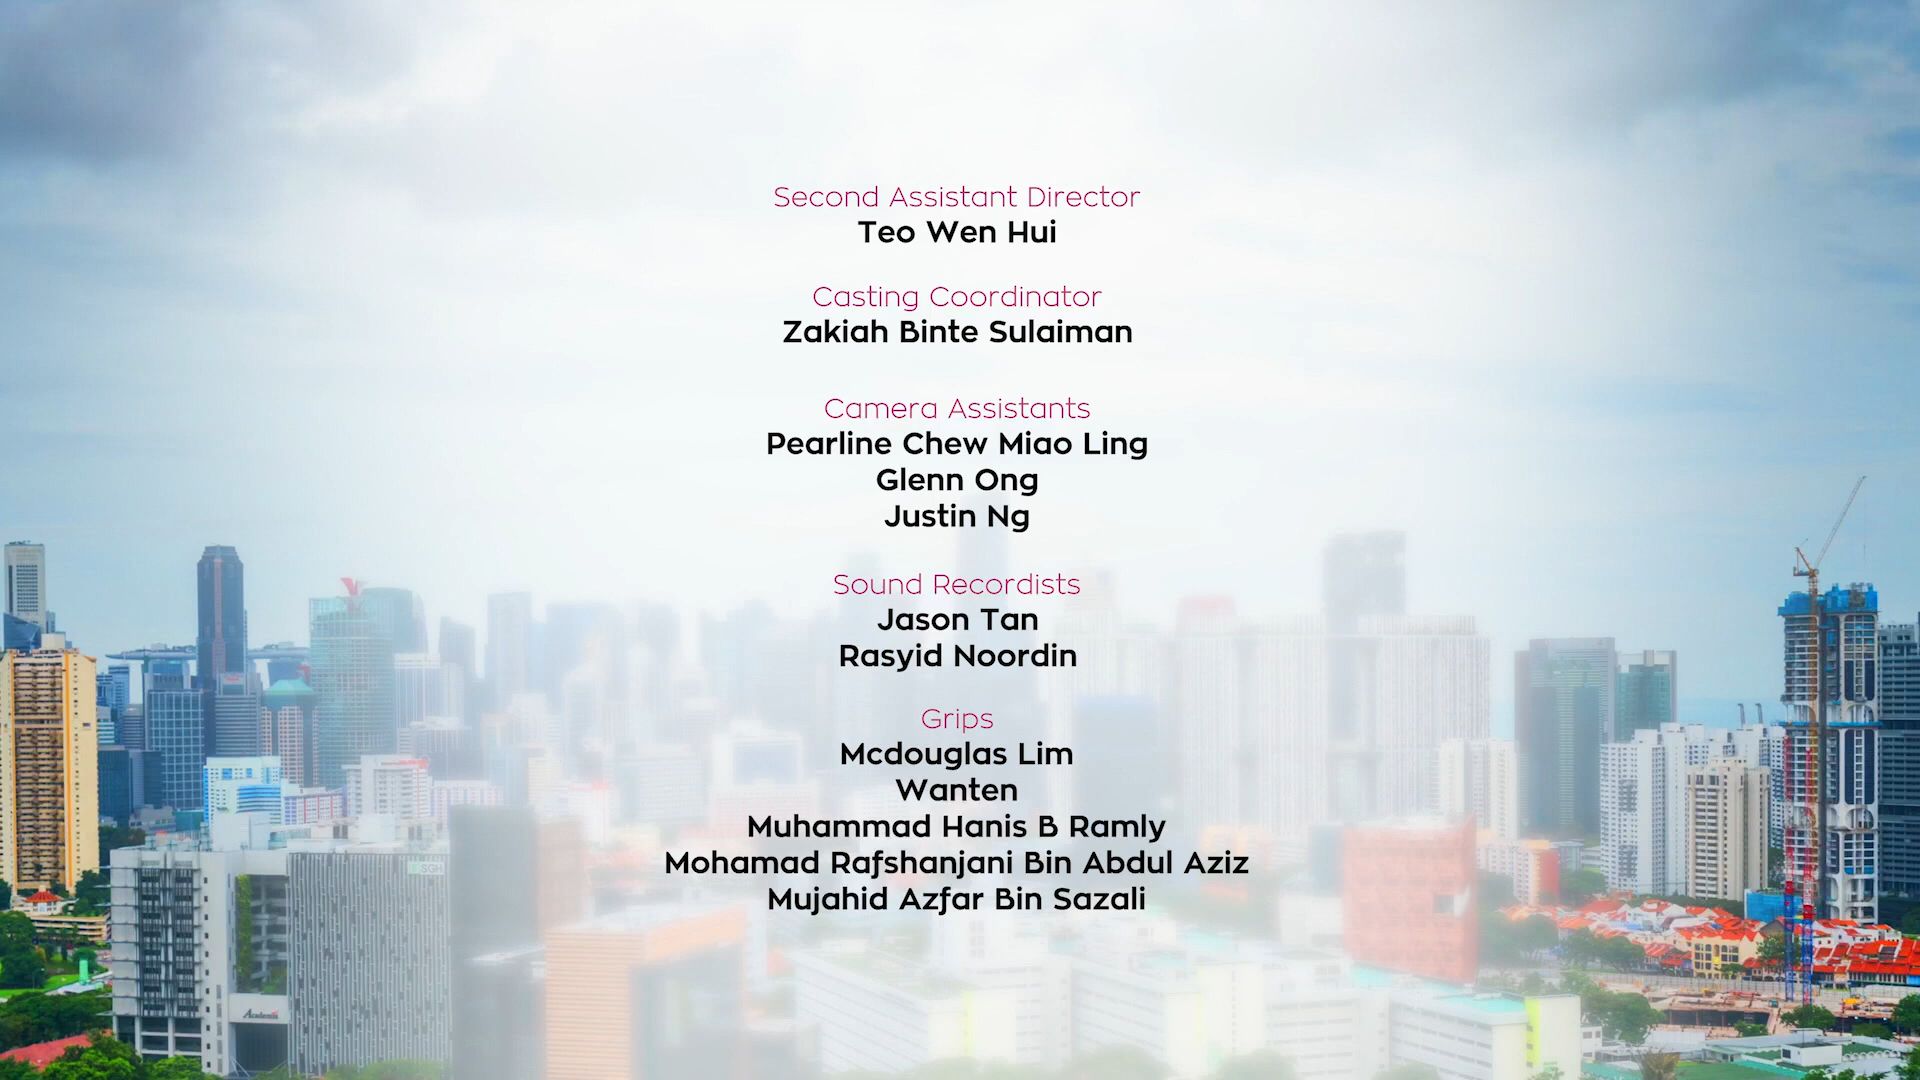 Second Assistant Director
Teo Wen Hui
Casting Coordinator
Zakiah Binte Sulaiman
Camera Assistants
Pearline Chew Miao Ling
Glenn Ong
Justin Ng
Sound Recordists
Jason Tan
Rasyid Noordin
Grips
Mcdouglas Lim
Wanten
Muhammad Hanis B Ramly
Mohamad Rafshanjani Bin Abdul Aziz
Mujahid Azfar Bin Sazali
SGH
Academia